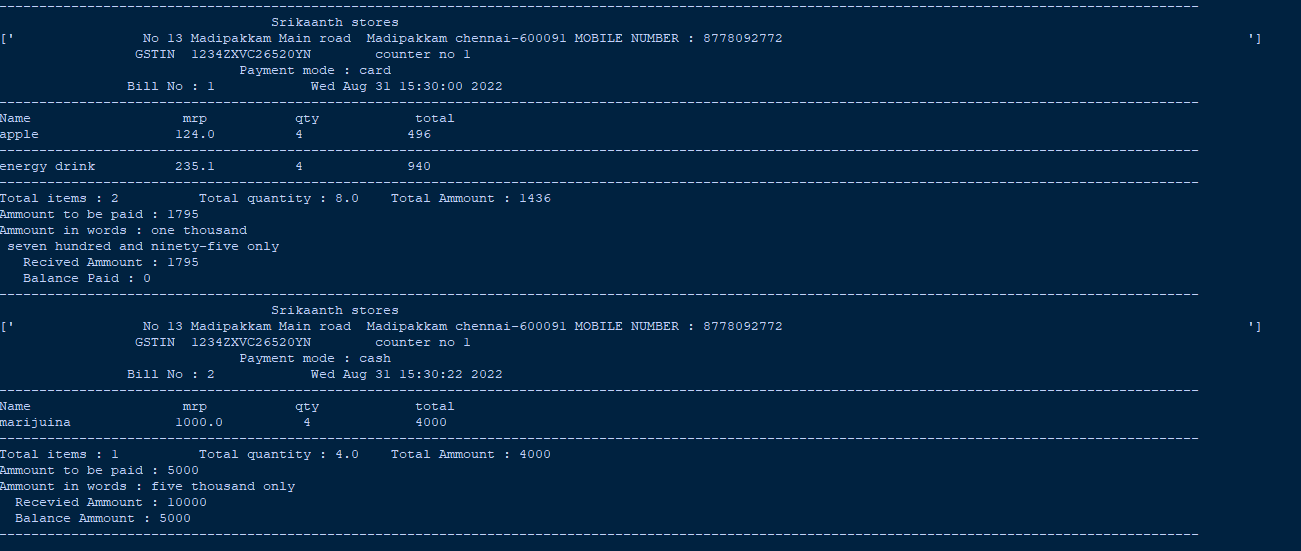 ------------------------------------------------------------------------------------------------------------------------------------------------------
Srikaanth stores
[' No 13 Madipakkam Main road Madipakkam chennai-600091 MOBILE NUMBER : 8778092772 ']
GSTIN 1234ZXVC26520YN counter no 1
Payment mode : card
Bill No : 1 Wed Aug 31 15:30:00 2022
------------------------------------------------------------------------------------------------------------------------------------------------------
Name mrp qty total
apple 124.0 4 496
------------------------------------------------------------------------------------------------------------------------------------------------------
energy drink 235.1 4 940
------------------------------------------------------------------------------------------------------------------------------------------------------
Total items : 2 Total quantity : 8.0 Total Ammount : 1436
Ammount to be paid : 1795
Ammount in words : one thousand
seven hundred and ninety-five only
Recived Ammount : 1795
Balance Paid : 0
------------------------------------------------------------------------------------------------------------------------------------------------------
Srikaanth stores
[' No 13 Madipakkam Main road Madipakkam chennai-600091 MOBILE NUMBER : 8778092772 ']
GSTIN 1234ZXVC26520YN counter no 1
Payment mode : cash
Bill No : 2 Wed Aug 31 15:30:22 2022
------------------------------------------------------------------------------------------------------------------------------------------------------
Name mrp qty total
marijuina 1000.0 4 4000
------------------------------------------------------------------------------------------------------------------------------------------------------
Total items : 1 Total quantity : 4.0 Total Ammount : 4000
Ammount to be paid : 5000
Ammount in words : five thousand only
Recevied Ammount : 10000
Balance Ammount : 5000
------------------------------------------------------------------------------------------------------------------------------------------------------